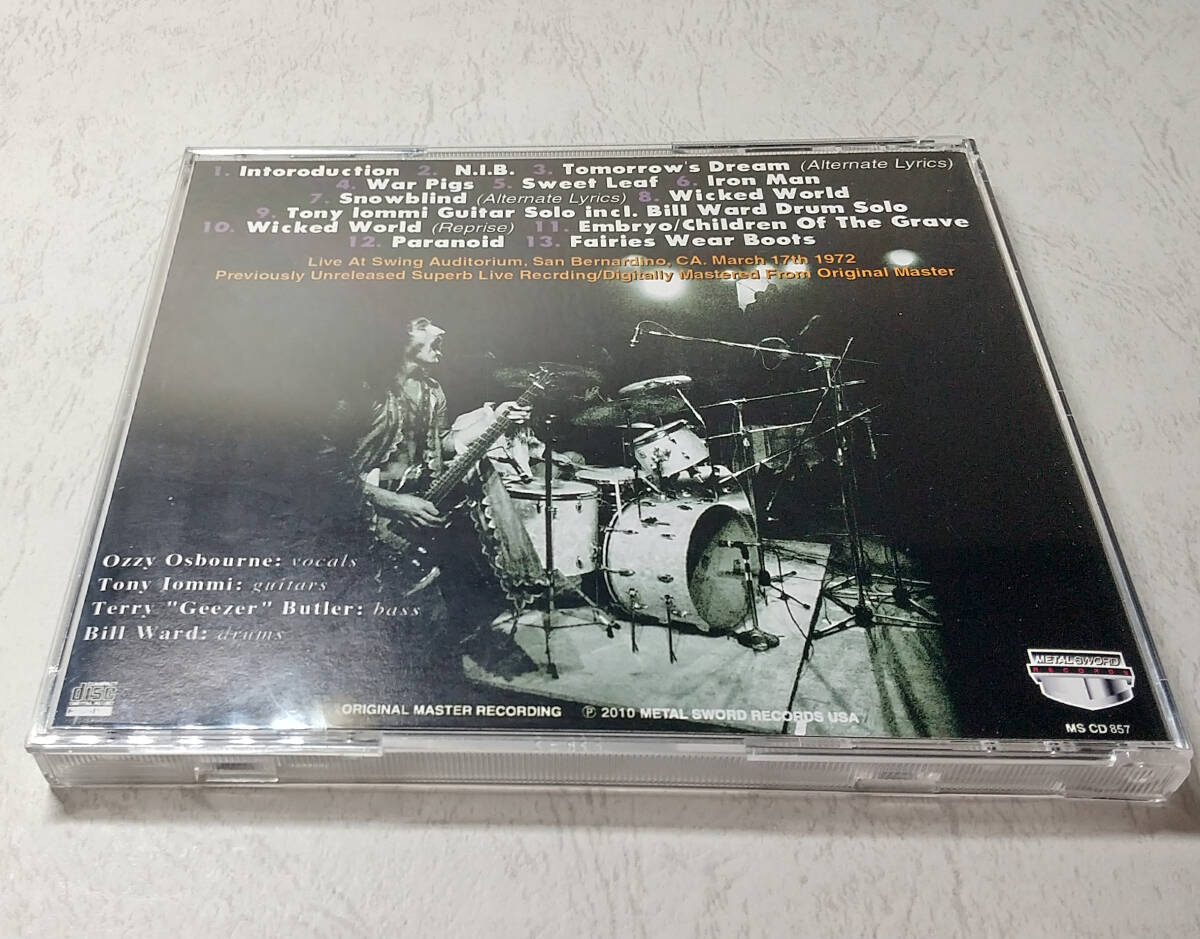 1. Intoroduction 2. N.I.B. 3. Tomorrow's Dream (Alternate Lyrics)
4. War Pigs 5. Sweet Leaf 6. Iron Man
7. Snowblind (Alternate Lyrics) 8. Wicked World
9. Tony Iommi Guitar Solo incl. Bill Ward Drum Solo
10. Wicked World (Reprise) 11. Embryo/Children Of The Grave
12. Paranoid 13. Fairies Wear Boots
Live At Swing Auditorium, San Bernardino, CA. March 17th 1972
Previously Unreleased Superb Live Recrding/Digitally Mastered From Original Master
Ozzy Osbourne: vocals
Tony Iommi: guitars
Terry "Geezer" Butler: bass
Bill Ward: drums
disc
METAL SWORD
RECORDS
ORIGINAL MASTER RECORDING ℗ 2010 METAL SWORD RECORDS USA
MS CD 857